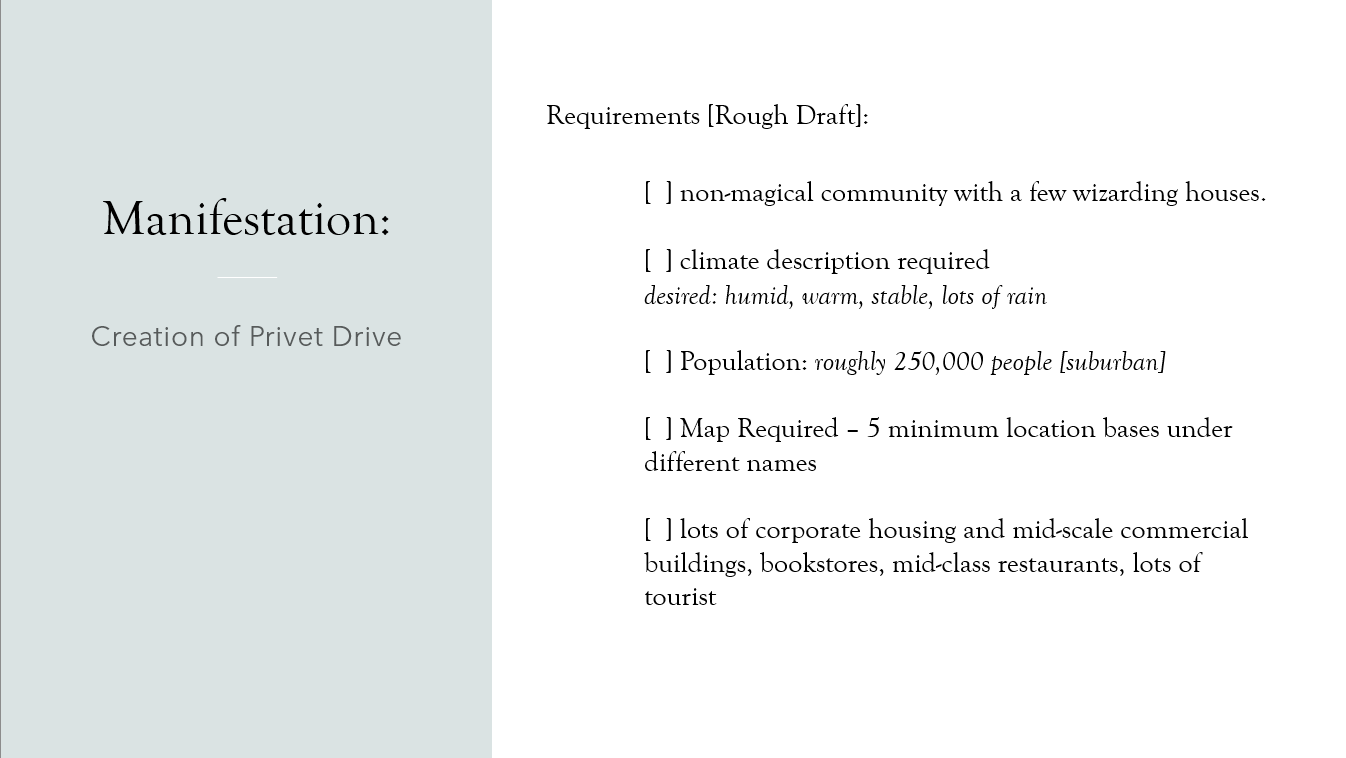 Manifestation:
Creation of Privet Drive
Requirements [Rough Draft]:
[ ] non-magical community with a few wizarding houses.
[ ] climate description required
desired: humid, warm, stable, lots of rain
[ ] Population: roughly 250,000 people [suburban]
[ ] Map Required – 5 minimum location bases under
different names
[ ] lots of corporate housing and mid-scale commercial
buildings, bookstores, mid-class restaurants, lots of
tourist